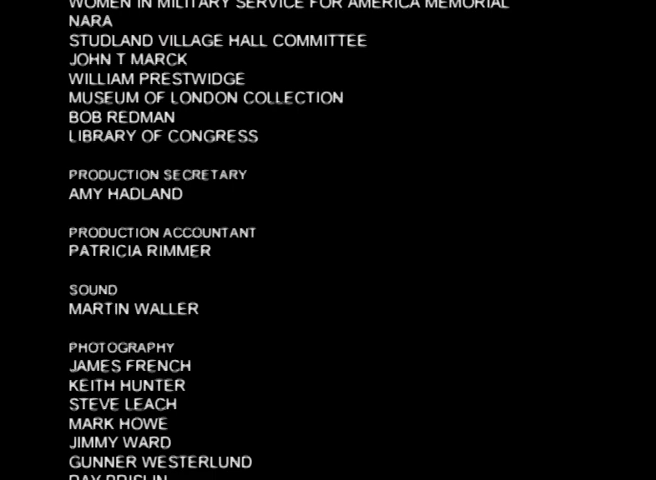 WOMEN IN MILITARY SERVICE FOR AMERICA MEMORIAL
NARA
STUDLAND VILLAGE HALL COMMITTEE
JOHN T MARCK
WILLIAM PRESTWIDGE
MUSEUM OF LONDON COLLECTION
BOB REDMAN
LIBRARY OF CONGRESS
PRODUCTION SECRETARY
AMY HADLAND
PRODUCTION ACCOUNTANT
PATRICIA RIMMER
SOUND
MARTIN WALLER
PHOTOGRAPHY
JAMES FRENCH
KEITH HUNTER
STEVE LEACH
MARK HOWE
JIMMY WARD
GUNNER WESTERLUND
RAY